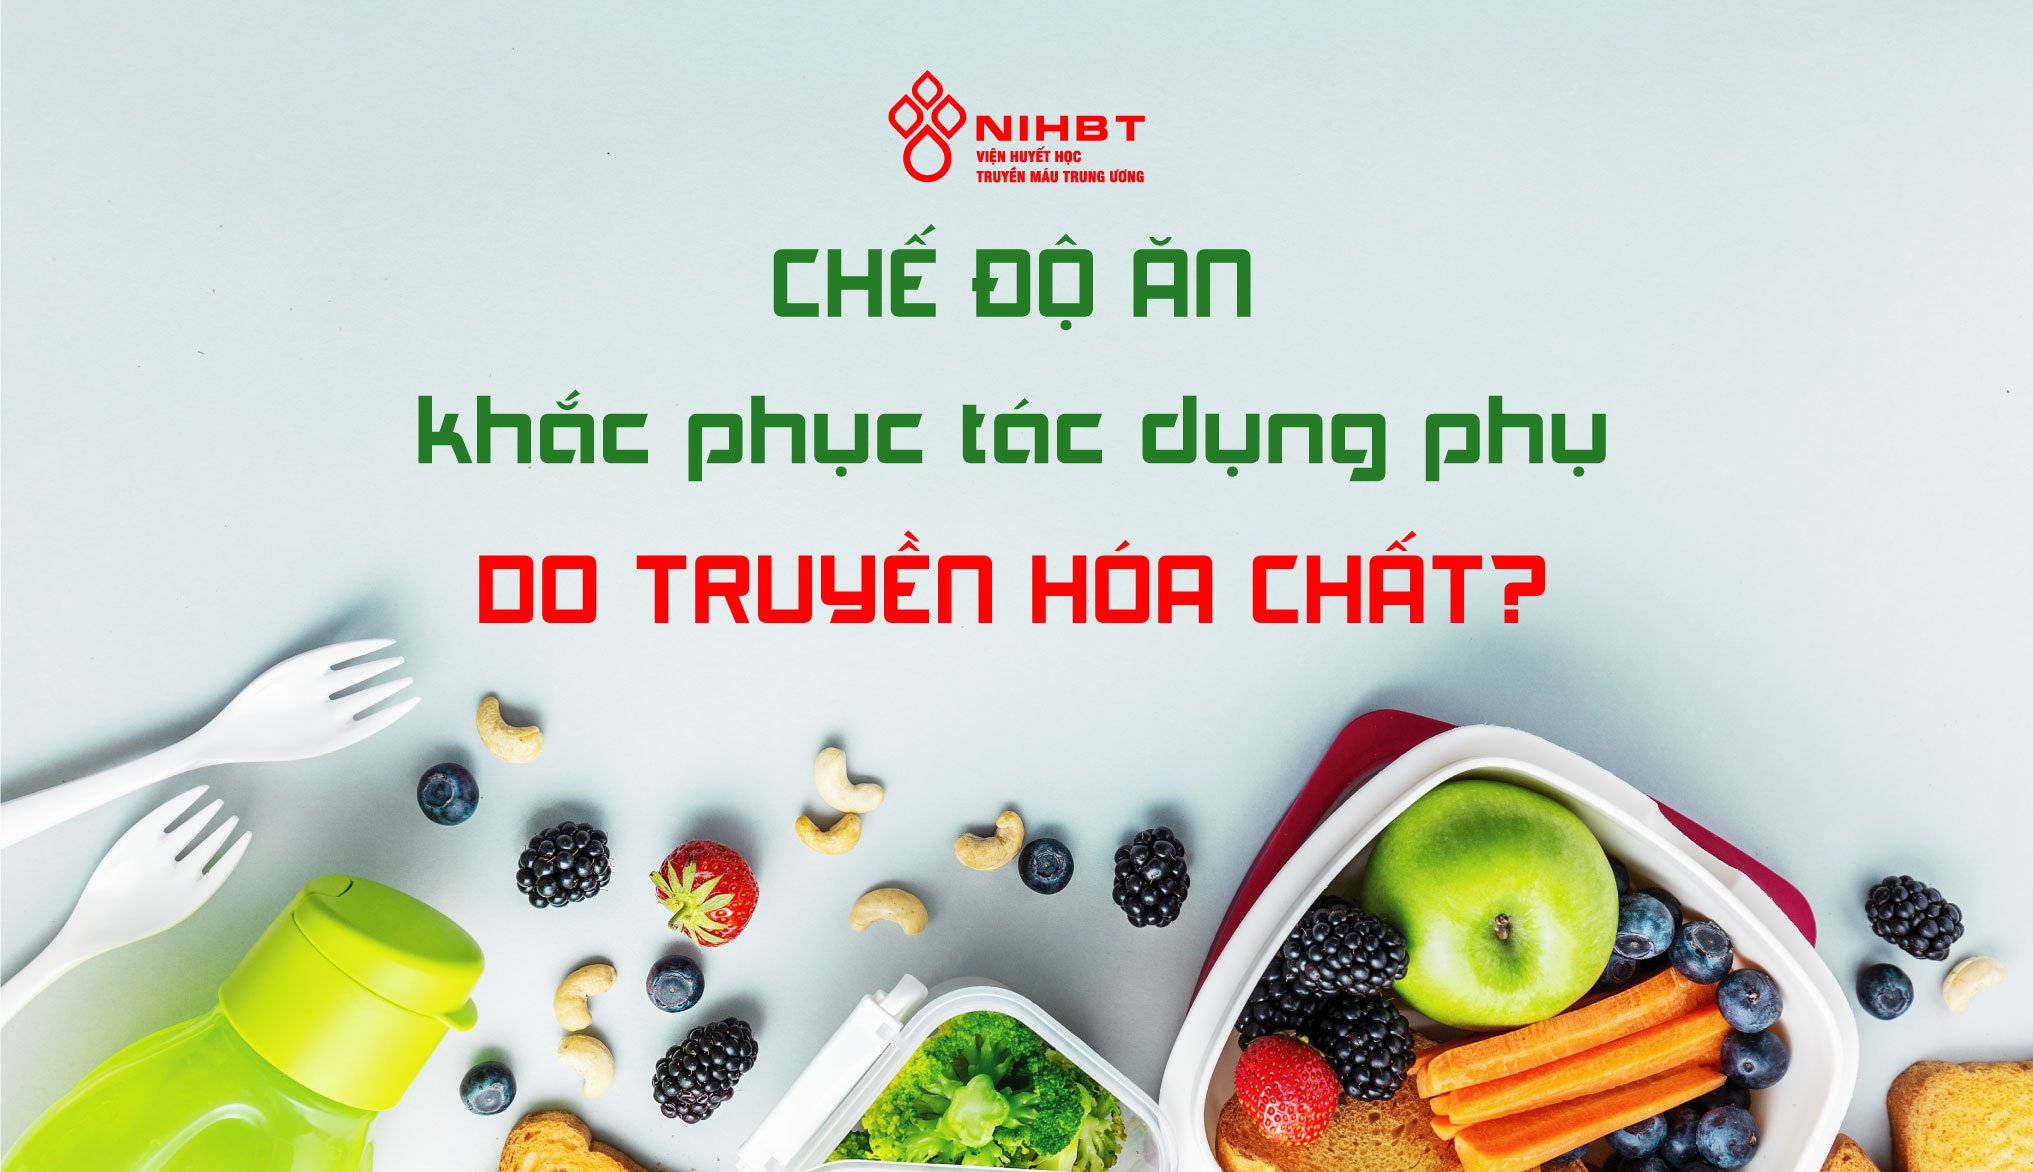 NIHBT
VIỆN HUYẾT HỌC
TRUYỀN MÁU TRUNG ƯƠNG
CHẾ ĐỘ ĂN
khắc phục tác dụng phụ
DO TRUYỀN HÓA CHẤT?